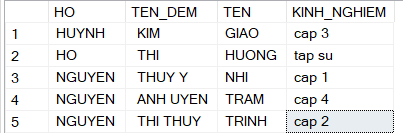 HO TEN_DEM TEN KINH_NGHIEM
1 HUYNH KIM GIAO cap 3
2 HO THI HUONG tap su
3 NGUYEN THUY Y NHI cap 1
4 NGUYEN ANH UYEN TRAM cap 4
5 NGUYEN THI THUY TRINH cap 2